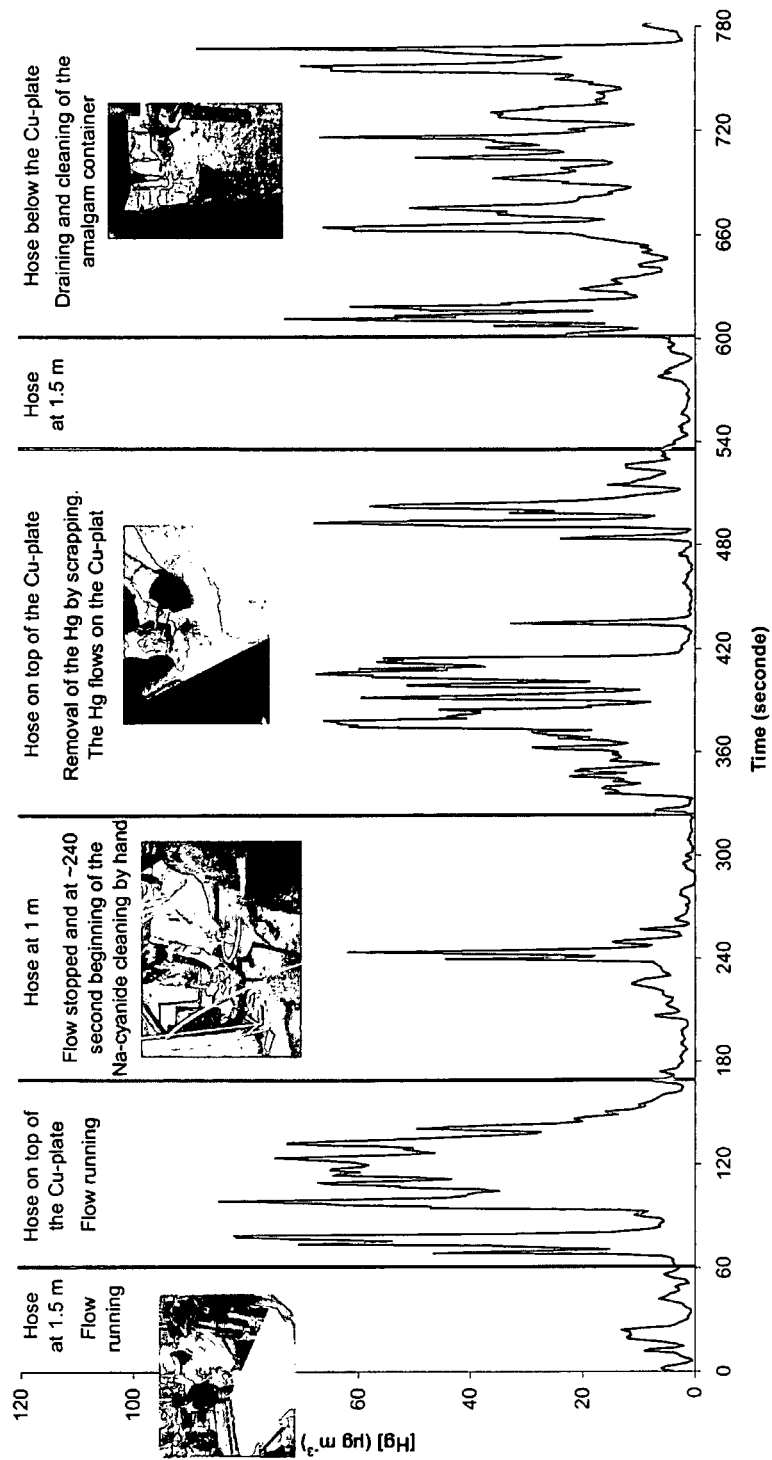 Hose
at 1.5 m
Flow
running
Hose on top of
the Cu-plate
Flow running
Hose at 1 m
Flow stopped and at ~240
second beginning of the
Na-cyanide cleaning by hand
Hose on top of the Cu-plate
Removal of the Hg by scrapping.
The Hg flows on the Cu-plat
Hose
at 1.5 m
Hose below the Cu-plate
Draining and cleaning of the
amalgam container
[Hg] (µg m⁻³)
120
100
60
40
20
0
0
60
120
180
240
300
360
420
480
540
600
660
720
780
Time (seconde)